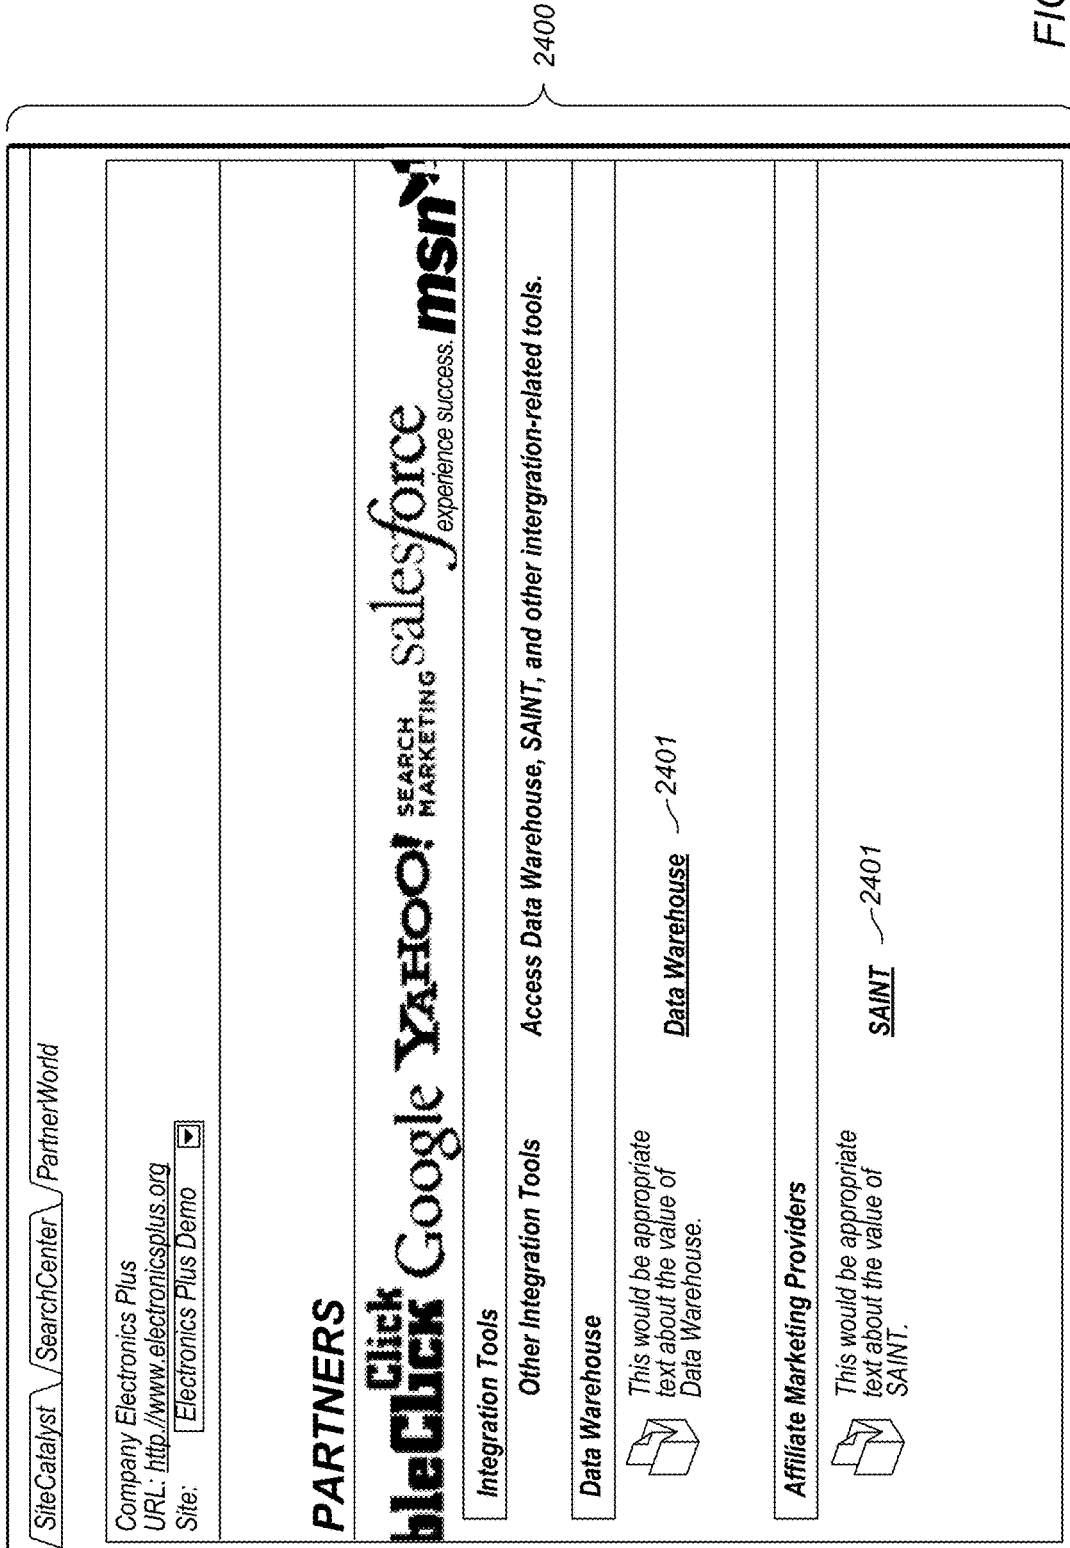 SiteCatalyst SearchCenter PartnerWorld
Company Electronics Plus
URL: http://www.electronicsplus.org
Site: Electronics Plus Demo
PARTNERS
bleClick Click Google YAHOO! SEARCH MARKETING salesforce experience success. msn
Integration Tools
Other Integration Tools Access Data Warehouse, SAINT, and other intergration-related tools.
Data Warehouse
This would be appropriate
text about the value of
Data Warehouse.
Data Warehouse 2401
Affiliate Marketing Providers
This would be appropriate
text about the value of
SAINT.
SAINT 2401
2400